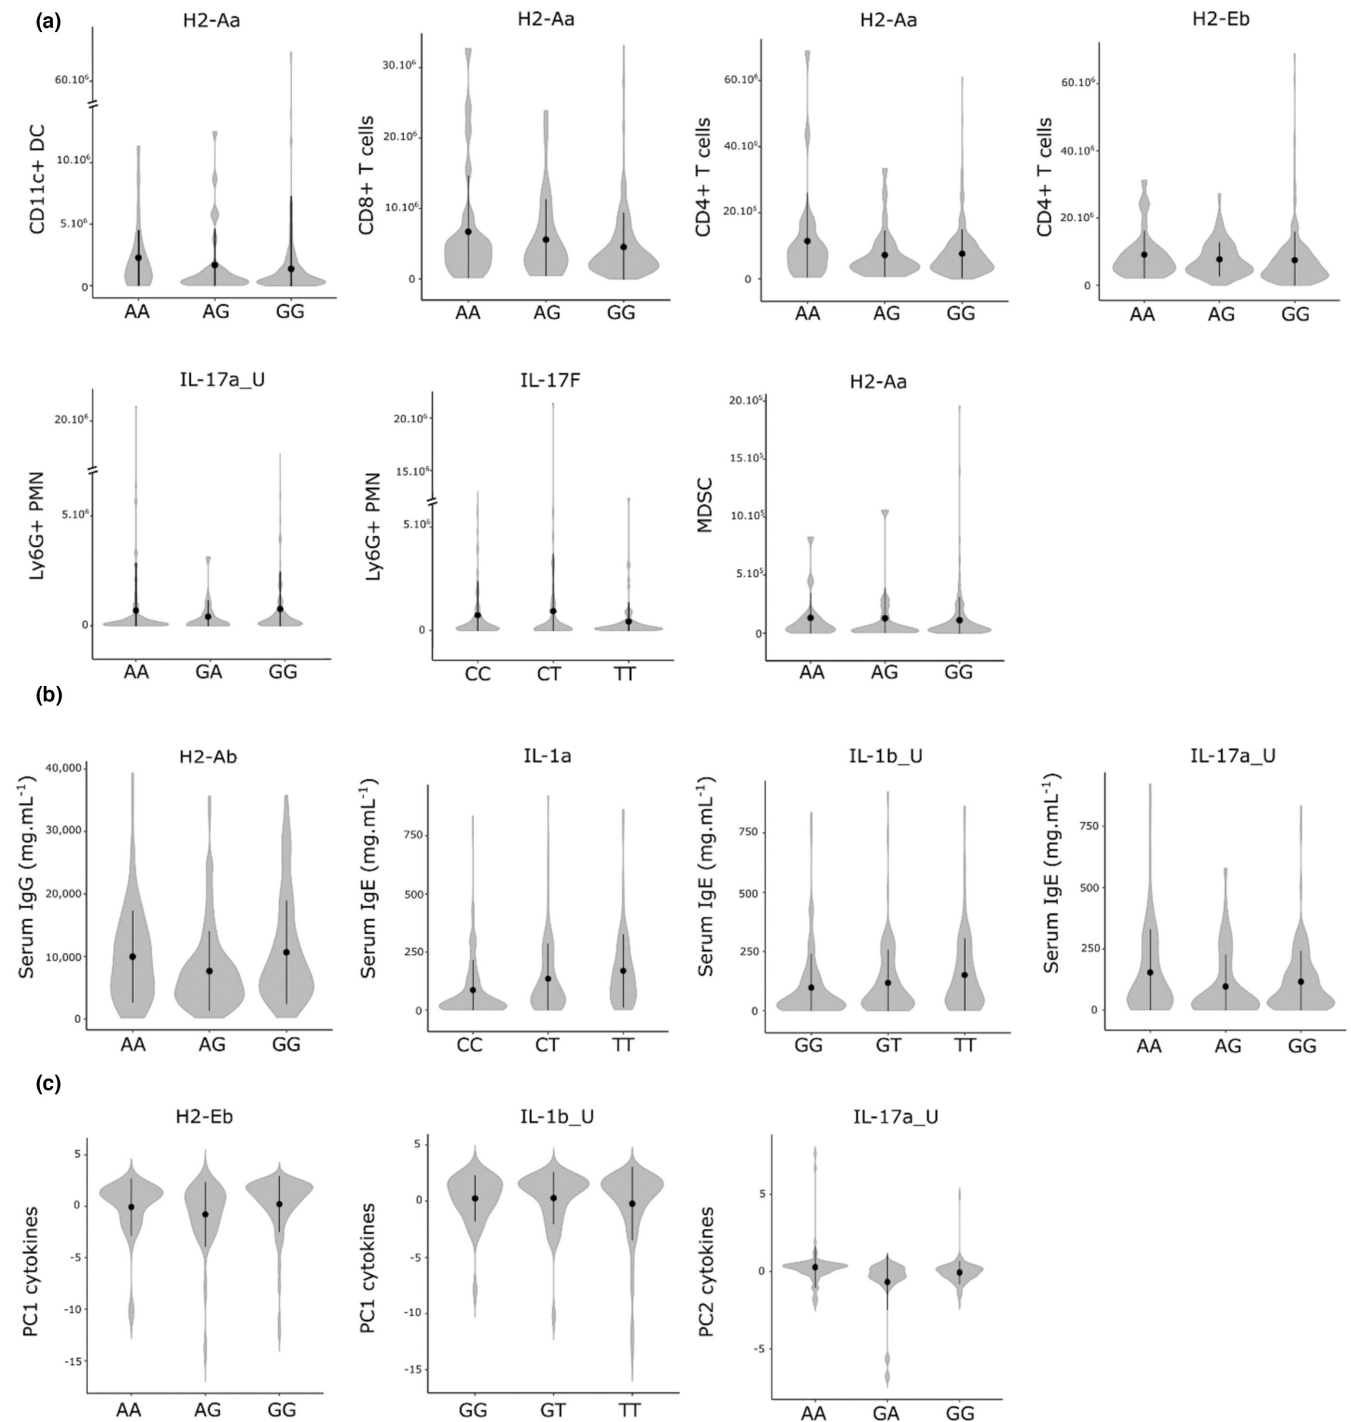 (a)
H2-Aa
CD11c+ DC
60.10⁶
10.10⁶
5.10⁶
0
AA AG GG
H2-Aa
CD8+ T cells
30.10⁶
20.10⁶
10.10⁶
0
AA AG GG
H2-Aa
CD4+ T cells
60.10⁶
40.10⁶
20.10⁶
0
AA AG GG
H2-Eb
CD4+ T cells
60.10⁶
40.10⁶
20.10⁶
0
AA AG GG
IL-17a_U
Ly6G+ PMN
20.10⁶
5.10⁶
0
AA GA GG
IL-17F
Ly6G+ PMN
20.10⁶
15.10⁶
5.10⁶
0
CC CT TT
H2-Aa
MDSC
20.10⁵
15.10⁵
10.10⁵
5.10⁵
0
AA AG GG
(b)
H2-Ab
Serum IgG (mg.mL⁻¹)
40,000
30,000
20,000
10,000
0
AA AG GG
IL-1a
Serum IgE (mg.mL⁻¹)
750
500
250
0
CC CT TT
IL-1b_U
Serum IgE (mg.mL⁻¹)
750
500
250
0
GG GT TT
IL-17a_U
Serum IgE (mg.mL⁻¹)
750
500
250
0
AA AG GG
(c)
H2-Eb
PC1 cytokines
5
0
-5
-10
-15
AA AG GG
IL-1b_U
PC1 cytokines
5
0
-5
-10
-15
GG GT TT
IL-17a_U
PC2 cytokines
5
0
-5
AA GA GG